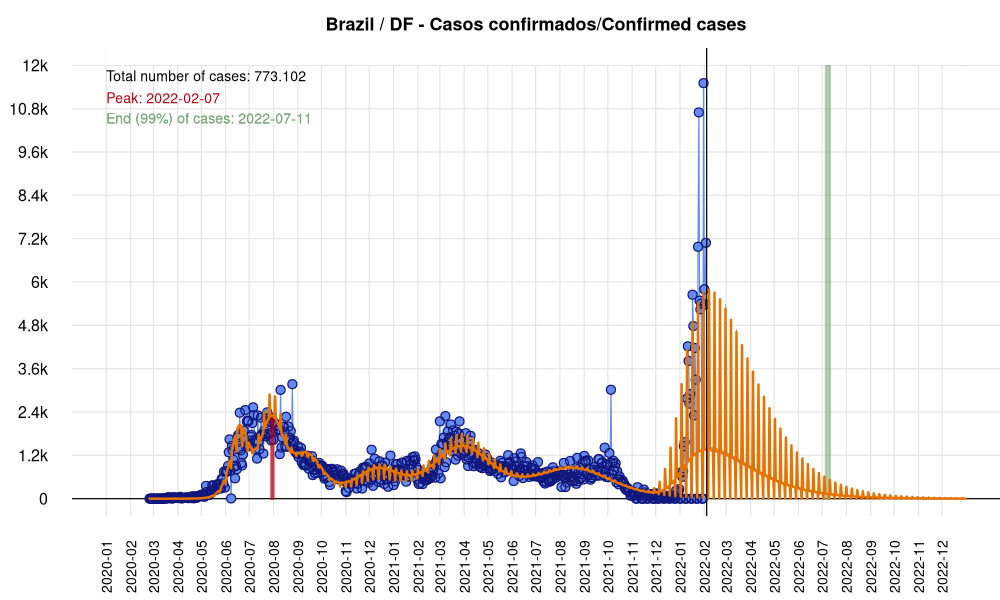 Brazil / DF - Casos confirmados/Confirmed cases
Total number of cases: 773.102
Peak: 2022-02-07
End (99%) of cases: 2022-07-11
12k
10.8k
9.6k
8.4k
7.2k
6k
4.8k
3.6k
2.4k
1.2k
0
2020-01
2020-02
2020-03
2020-04
2020-05
2020-06
2020-07
2020-08
2020-09
2020-10
2020-11
2020-12
2021-01
2021-02
2021-03
2021-04
2021-05
2021-06
2021-07
2021-08
2021-09
2021-10
2021-11
2021-12
2022-01
2022-02
2022-03
2022-04
2022-05
2022-06
2022-07
2022-08
2022-09
2022-10
2022-11
2022-12